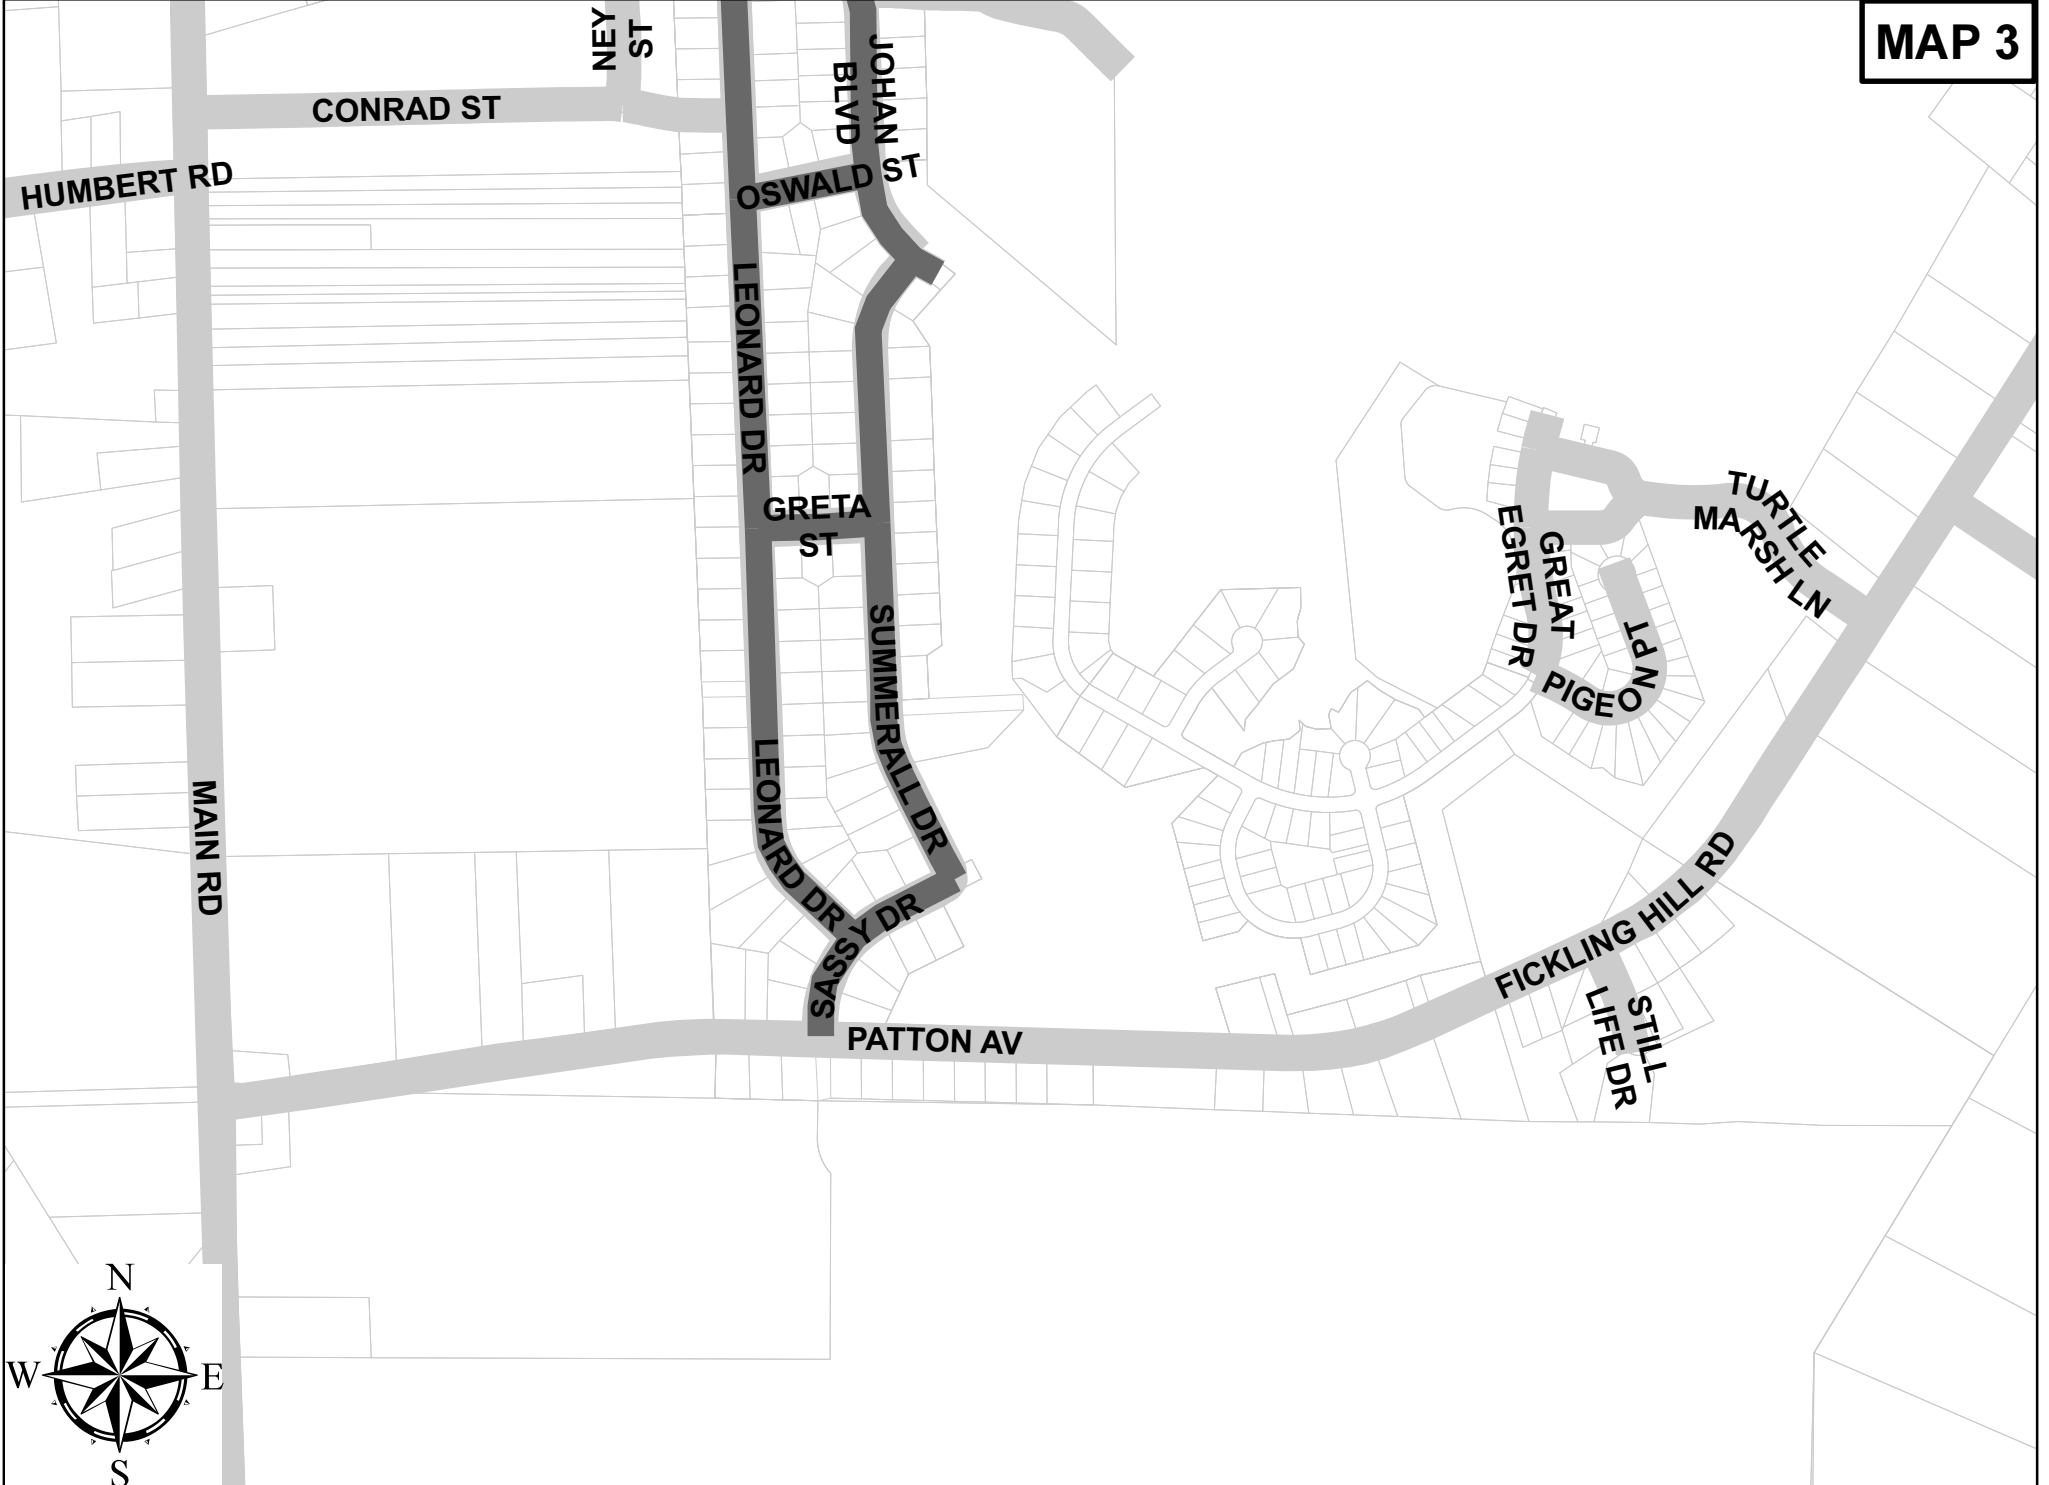 MAP 3
NEY
ST
JOHAN
BLVD
CONRAD ST
HUMBERT RD
OSWALD ST
LEONARD DR
GRETA
ST
TURTLE
MARSH LN
GREAT
EGRET DR
PIGEON PT
SUMMERALL DR
LEONARD DR
MAIN RD
SASSY DR
FICKLING HILL RD
PATTON AV
STILL
LIFE DR
N
W E
S